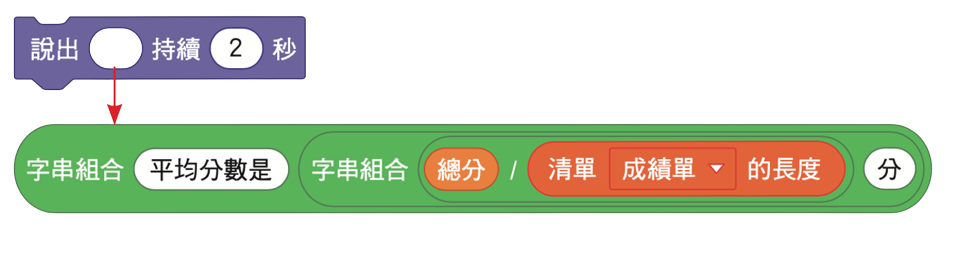 說出 持續 2 秒
字串組合 平均分數是 字串組合 總分 / 清單 成績單 的長度 分